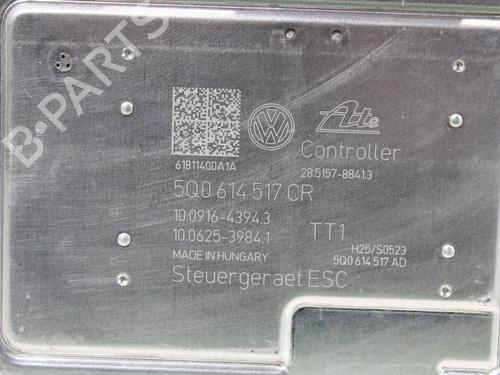 B-PARTS
Ate
61811400A1A
Controller
28.5157-8841.3
5Q0 614 517 CR
10.0916-4394.3
10.0625-3984.1
TT1
H25/S0523
MADE IN HUNGARY
5Q0 614 517 AD
Steuergeraet ESC